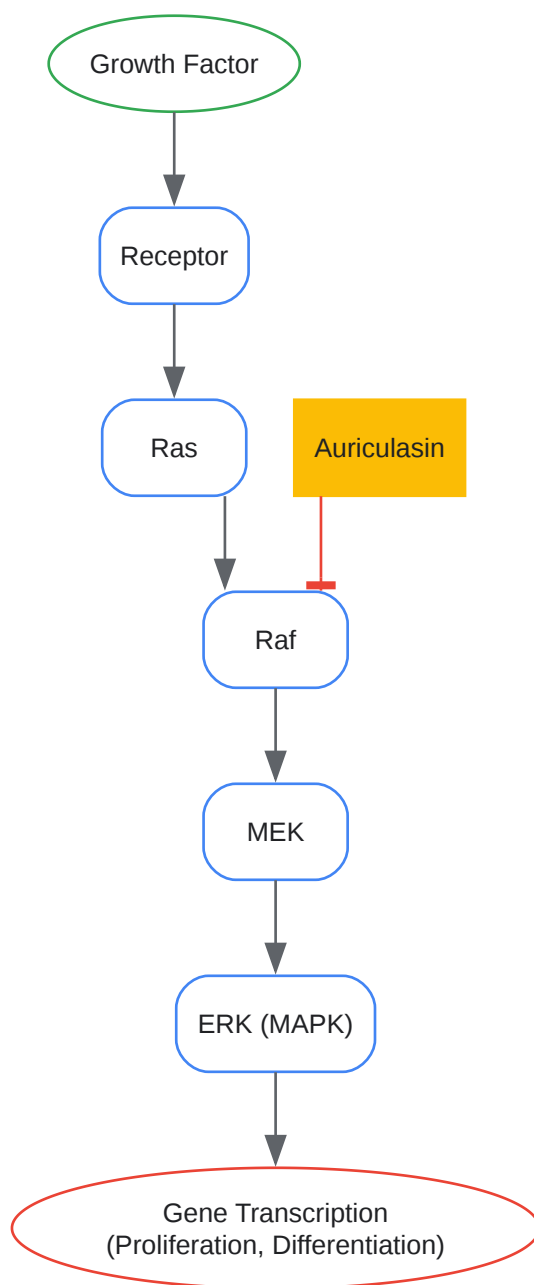 Growth Factor
Receptor
Ras
Auriculasin
Raf
MEK
ERK (MAPK)
Gene Transcription
(Proliferation, Differentiation)